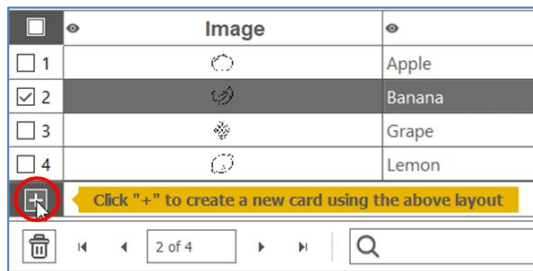 Image
1 Apple
2 Banana
3 Grape
4 Lemon
Click "+" to create a new card using the above layout
2 of 4